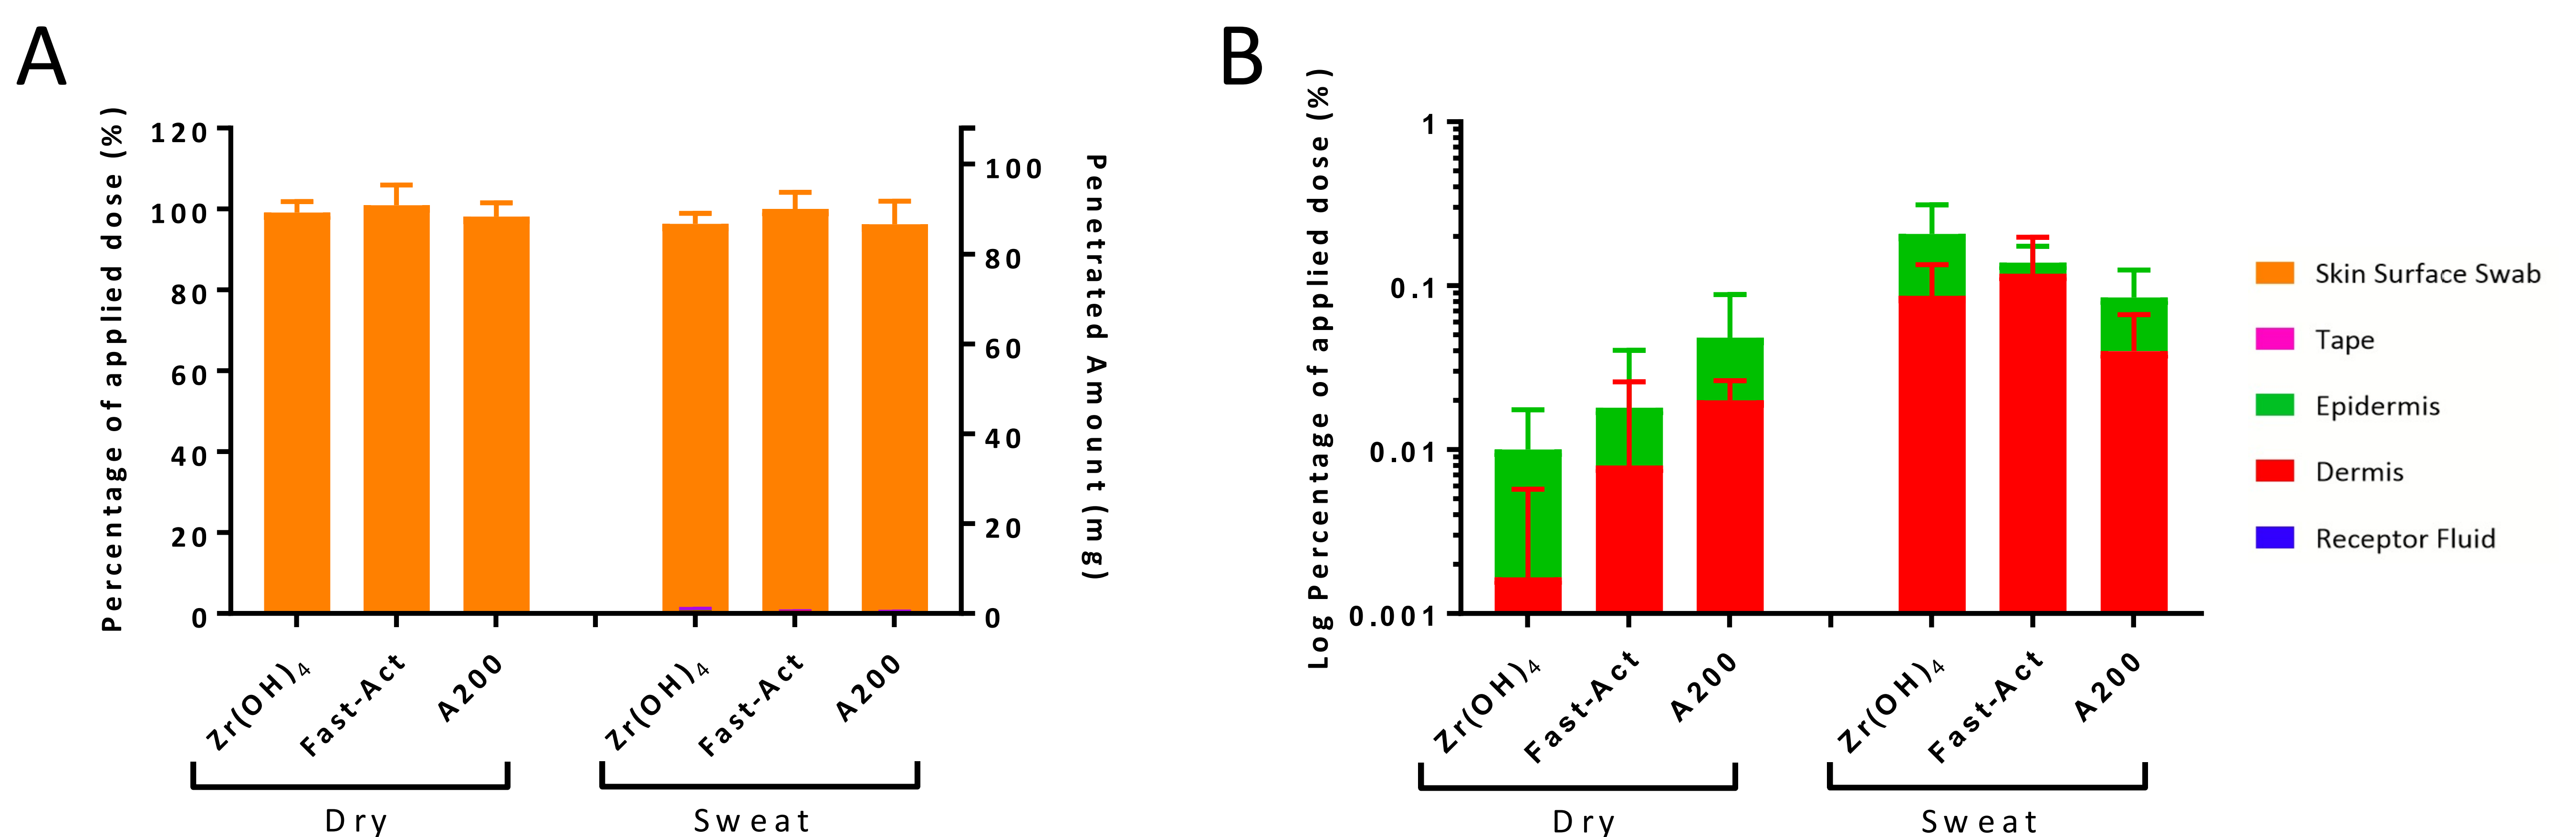 A
Percentage of applied dose (%)
120
100
80
60
40
20
0
100
80
60
40
20
0
Penetrated Amount (mg)
Zr(OH)₄
Fast-Act
A200
Zr(OH)₄
Fast-Act
A200
Dry
Sweat
B
Log Percentage of applied dose (%)
1
0.1
0.01
0.001
Zr(OH)₄
Fast-Act
A200
Zr(OH)₄
Fast-Act
A200
Dry
Sweat
Skin Surface Swab
Tape
Epidermis
Dermis
Receptor Fluid